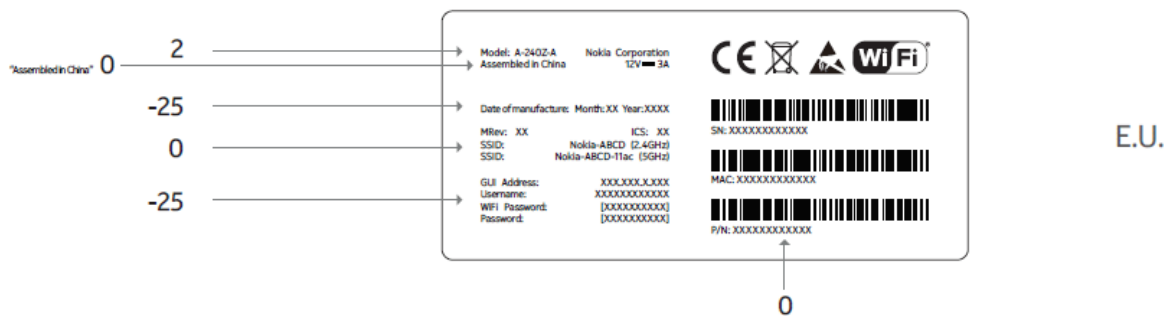 2
"Assembled in China" 0
-25
0
-25
Model: A-240Z-A Nokia Corporation
Assembled in China 12V 3A
Date of manufacture: Month: XX Year: XXXX
MRev: XX ICS: XX
SSID: Nokia-ABCD (2.4GHz)
SSID: Nokia-ABCD-11ac (5GHz)
GUI Address: XXX.XXX.X.XXX
Username: XXXXXXXXXXXX
WiFi Password: [XXXXXXXXXX]
Password: [XXXXXXXXXX]
CE Wi Fi
SN: XXXXXXXXXXXX
MAC: XXXXXXXXXXXX
P/N: XXXXXXXXXXXX
0
E.U.